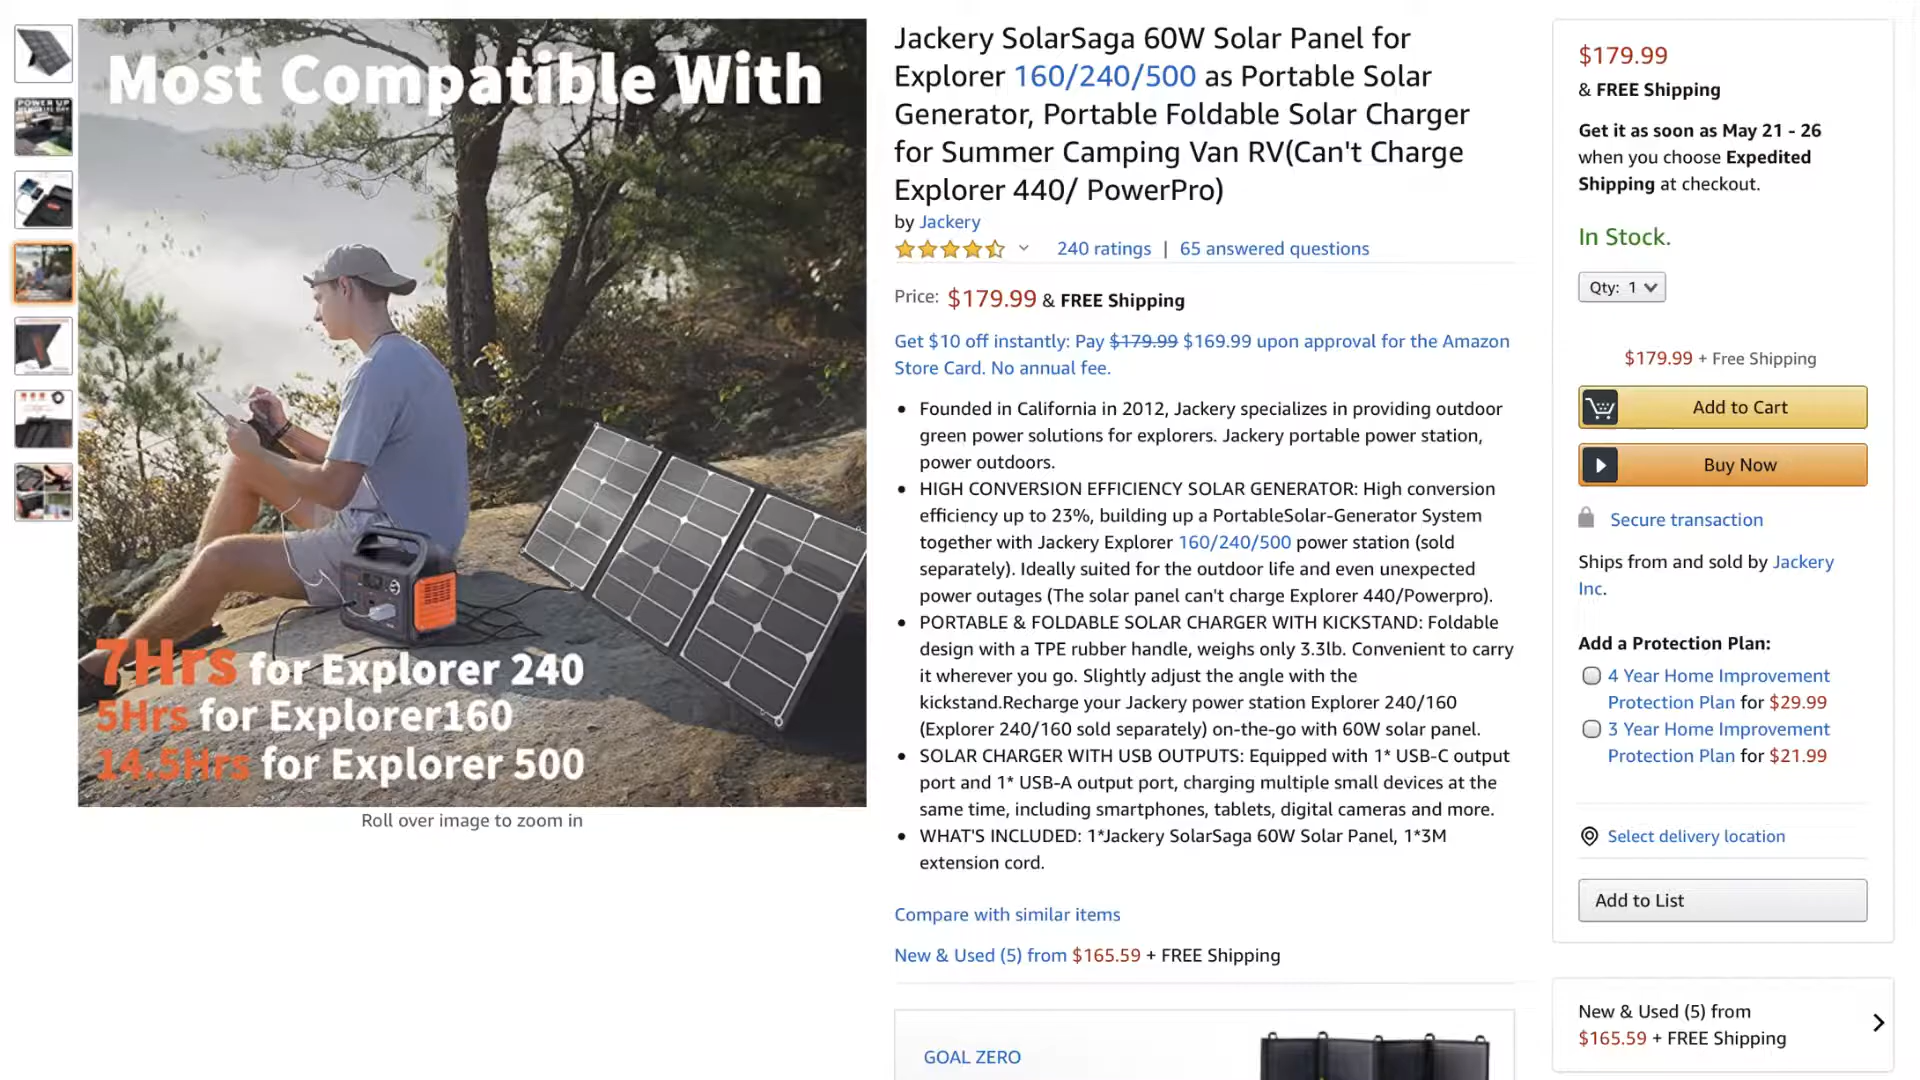 Most Compatible With
7Hrs for Explorer 240
5Hrs for Explorer160
14.5Hrs for Explorer 500
Roll over image to zoom in
Jackery SolarSaga 60W Solar Panel for
Explorer 160/240/500 as Portable Solar
Generator, Portable Foldable Solar Charger
for Summer Camping Van RV(Can't Charge
Explorer 440/ PowerPro)
by Jackery
240 ratings | 65 answered questions
Price: $179.99 & FREE Shipping
Get $10 off instantly: Pay $179.99 $169.99 upon approval for the Amazon
Store Card. No annual fee.
• Founded in California in 2012, Jackery specializes in providing outdoor
green power solutions for explorers. Jackery portable power station,
power outdoors.
• HIGH CONVERSION EFFICIENCY SOLAR GENERATOR: High conversion
efficiency up to 23%, building up a PortableSolar-Generator System
together with Jackery Explorer 160/240/500 power station (sold
separately). Ideally suited for the outdoor life and even unexpected
power outages (The solar panel can't charge Explorer 440/Powerpro).
• PORTABLE & FOLDABLE SOLAR CHARGER WITH KICKSTAND: Foldable
design with a TPE rubber handle, weighs only 3.3lb. Convenient to carry
it wherever you go. Slightly adjust the angle with the
kickstand.Recharge your Jackery power station Explorer 240/160
(Explorer 240/160 sold separately) on-the-go with 60W solar panel.
• SOLAR CHARGER WITH USB OUTPUTS: Equipped with 1* USB-C output
port and 1* USB-A output port, charging multiple small devices at the
same time, including smartphones, tablets, digital cameras and more.
• WHAT'S INCLUDED: 1*Jackery SolarSaga 60W Solar Panel, 1*3M
extension cord.
Compare with similar items
New & Used (5) from $165.59 + FREE Shipping
GOAL ZERO
$179.99
& FREE Shipping
Get it as soon as May 21 - 26
when you choose Expedited
Shipping at checkout.
In Stock.
Qty: 1
$179.99 + Free Shipping
Add to Cart
Buy Now
Secure transaction
Ships from and sold by Jackery
Inc.
Add a Protection Plan:
4 Year Home Improvement
Protection Plan for $29.99
3 Year Home Improvement
Protection Plan for $21.99
Select delivery location
Add to List
New & Used (5) from
$165.59 + FREE Shipping